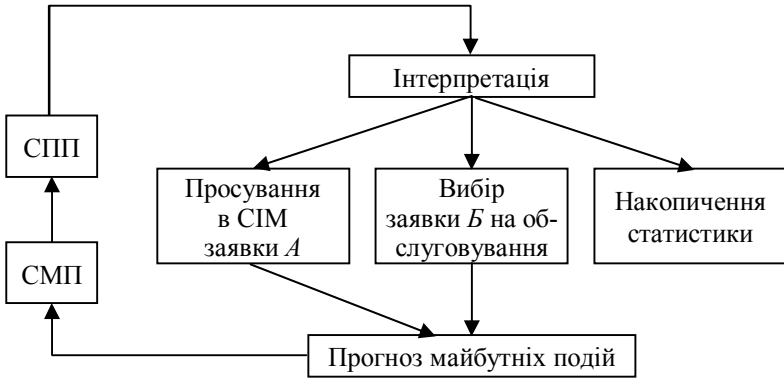 Інтерпретація
СПП
Просування
в СІМ
заявки А
Вибір
заявки Б на об-
слуговування
Накопичення
статистики
СМП
Прогноз майбутніх подій